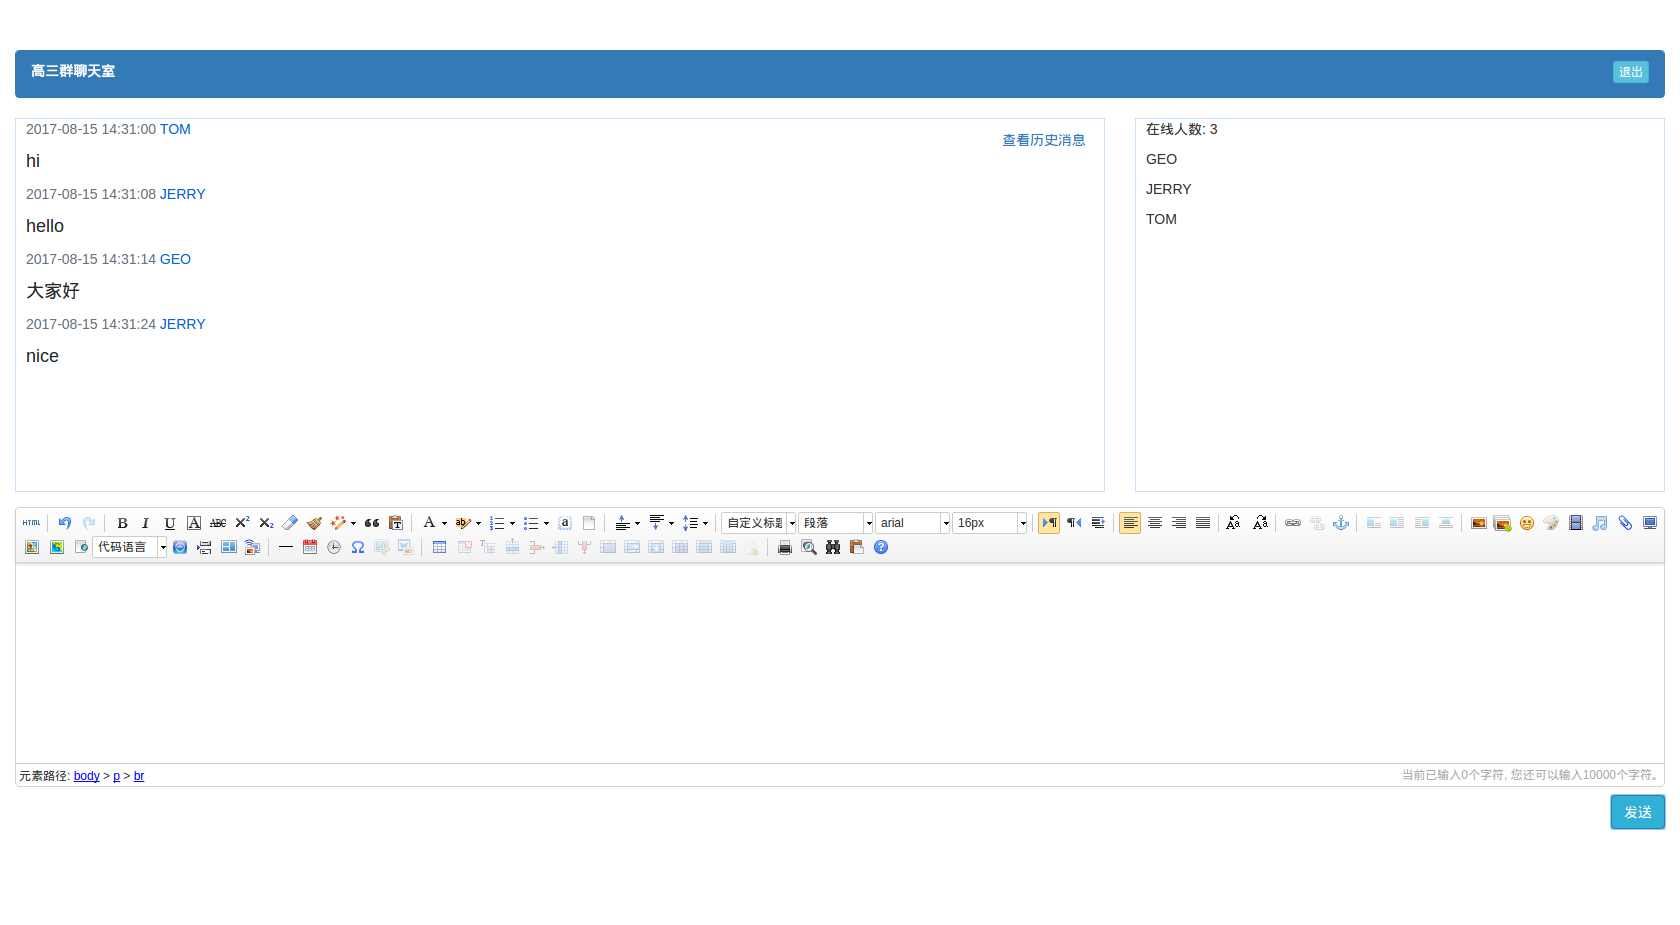 高三群聊天室
退出
2017-08-15 14:31:00 TOM
查看历史消息
hi
2017-08-15 14:31:08 JERRY
hello
2017-08-15 14:31:14 GEO
大家好
2017-08-15 14:31:24 JERRY
nice
在线人数: 3
GEO
JERRY
TOM
HTML B I U A ABC X² X₂ A 自定义标题 段落 arial 16px
代码语言
元素路径: body > p > br
当前已输入0个字符, 您还可以输入10000个字符。
发送